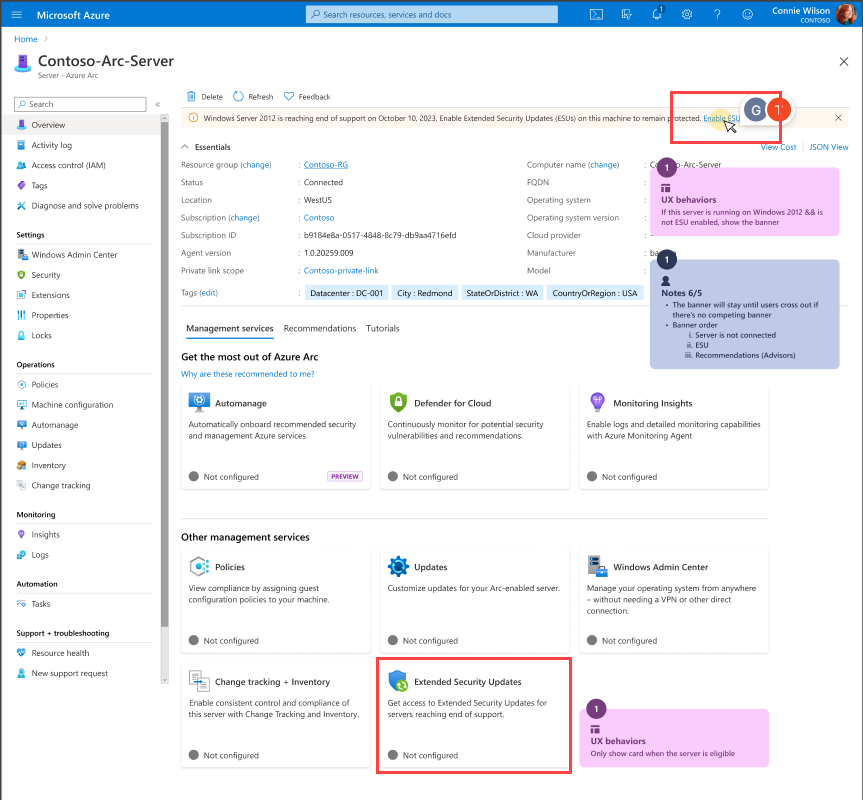 Microsoft Azure
Search resources, services and docs
1
Connie Wilson
CONTOSO
Home
Contoso-Arc-Server
Server - Azure Arc
Search
Overview
Activity log
Access control (IAM)
Tags
Diagnose and solve problems
Settings
Windows Admin Center
Security
Extensions
Properties
Locks
Operations
Policies
Machine configuration
Automanage
Updates
Inventory
Change tracking
Monitoring
Insights
Logs
Automation
Tasks
Support + troubleshooting
Resource health
New support request
Delete
Refresh
Feedback
Windows Server 2012 is reaching end of support on October 10, 2023. Enable Extended Security Updates (ESUs) on this machine to remain protected. Enable ESU
G
Essentials
View Cost
JSON View
Resource group (change) : Contoso-RG
Status : Connected
Location : WestUS
Subscription (change) : Contoso
Subscription ID : b9184e8a-0517-4848-8c79-db9aa4716efd
Agent version : 1.0.20259.009
Private link scope : Contoso-private-link
Computer name (change) : Contoso-Arc-Server
FQDN :
Operating system :
Operating system version :
Cloud provider :
Manufacturer :
Model :
Tags (edit) : Datacenter : DC-001 City : Redmond StateOrDistrict : WA CountryOrRegion : USA
1
UX behaviors
If this server is running on Windows 2012 && is
not ESU enabled, show the banner
1
Notes 6/5
• The banner will stay until users cross out if
there's no competing banner
• Banner order
i. Server is not connected
ii. ESU
iii. Recommendations (Advisors)
Management services
Recommendations
Tutorials
Get the most out of Azure Arc
Why are these recommended to me?
Automanage
Automatically onboard recommended security
and management Azure services.
Not configured
PREVIEW
Defender for Cloud
Continuously monitor for potential security
vulnerabilities and recommendations.
Not configured
Monitoring Insights
Enable logs and detailed monitoring capabilities
with Azure Monitoring Agent
Not configured
Other management services
Policies
View compliance by assigning guest
configuration policies to your machine.
Not configured
Updates
Customize updates for your Arc-enabled server.
Not configured
Windows Admin Center
Manage your operating system from anywhere
– without needing a VPN or other direct
connection.
Not configured
Change tracking + Inventory
Enable consistent control and compliance of
this server with Change Tracking and Inventory.
Not configured
Extended Security Updates
Get access to Extended Security Updates for
servers reaching end of support.
Not configured
1
UX behaviors
Only show card when the server is eligible